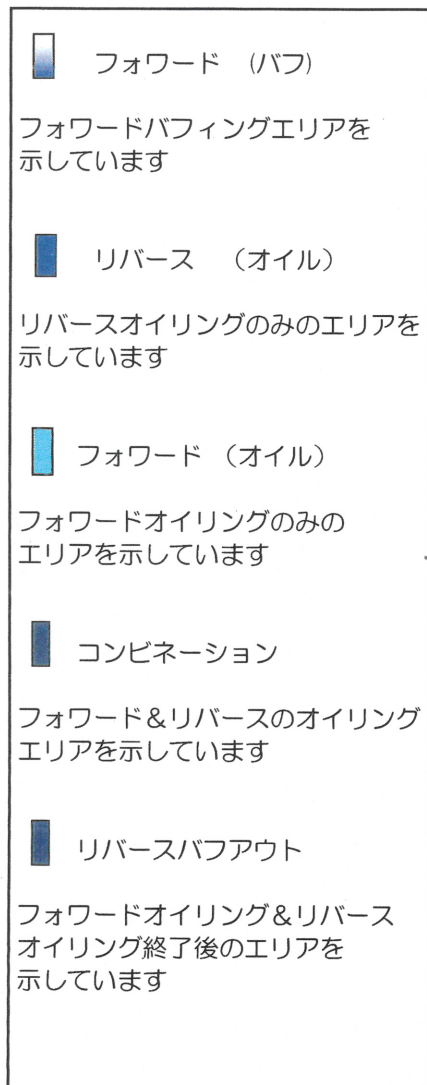 フォワード (バフ)
フォワードバフィングエリアを
示しています
リバース （オイル）
リバースオイリングのみのエリアを
示しています
フォワード （オイル）
フォワードオイリングのみの
エリアを示しています
コンビネーション
フォワード＆リバースのオイリング
エリアを示しています
リバースバフアウト
フォワードオイリング＆リバース
オイリング終了後のエリアを
示しています